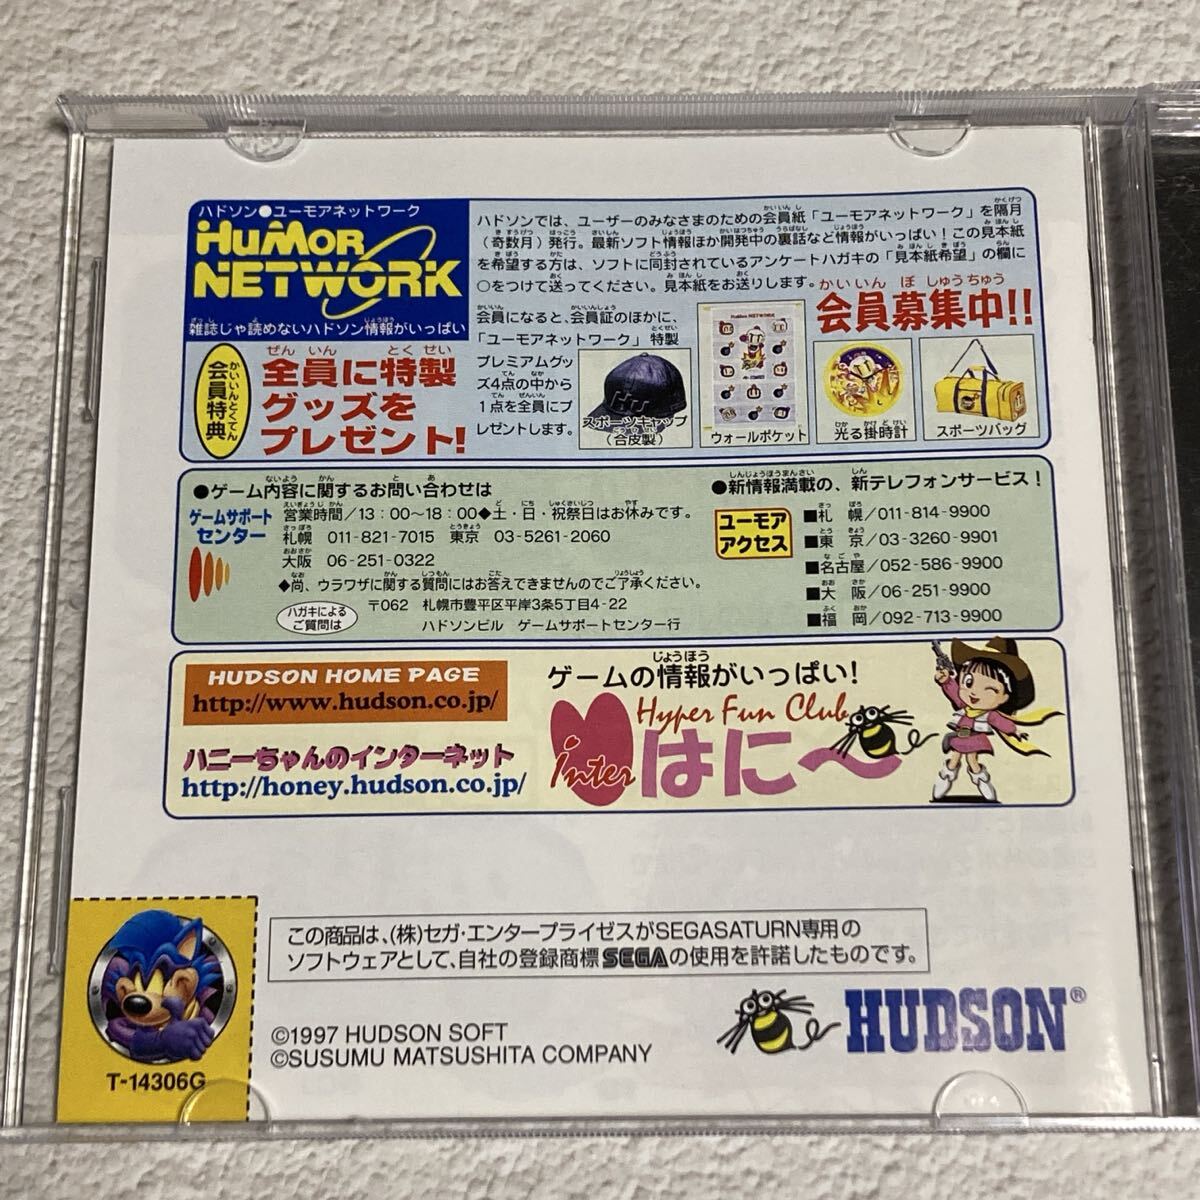 ハドソン●ユーモアネットワーク
HuMoR
NETWORK
雑誌じゃ読めないハドソン情報がいっぱい
ハドソンでは、ユーザーのみなさまのための会員紙「ユーモアネットワーク」を隔月
(奇数月)発行。最新ソフト情報ほか開発中の裏話など情報がいっぱい!この見本紙
を希望する方は、ソフトに同封されているアンケートハガキの「見本紙希望」の欄に
○をつけて送ってください。見本紙をお送りします。
かいいん ぼ しゅうちゅう
会員募集中!!
会員特典
かいいんとくてん
ぜん いん とく せい
全員に特製
グッズを
プレゼント!
会員になると、会員証のほかに、
「ユーモアネットワーク」特製
プレミアムグッ
ズ4点の中から
1点を全員にプ
レゼントします。
スポーツキャップ
(合皮製)
ウォールポケット
光る掛時計
スポーツバッグ
●ゲーム内容に関するお問い合わせは
ゲームサポート
センター
営業時間/13:00〜18:00◆土・日・祝祭日はお休みです。
札幌 011-821-7015 東京 03-5261-2060
大阪 06-251-0322
◆尚、ウラワザに関する質問にはお答えできませんのでご了承ください。
ハガキによる
ご質問は
〒062 札幌市豊平区平岸3条5丁目4-22
ハドソンビル ゲームサポートセンター行
●新情報満載の、新テレフォンサービス!
ユーモア
アクセス
■札 幌/011-814-9900
■東 京/03-3260-9901
■名古屋/052-586-9900
■大 阪/06-251-9900
■福 岡/092-713-9900
HUDSON HOME PAGE
http://www.hudson.co.jp/
ハニーちゃんのインターネット
http://honey.hudson.co.jp/
ゲームの情報がいっぱい!
Hyper Fun Club
inter
はに〜
この商品は、(株)セガ・エンタープライゼスがSEGASATURN専用の
ソフトウェアとして、自社の登録商標SEGAの使用を許諾したものです。
©1997 HUDSON SOFT
©SUSUMU MATSUSHITA COMPANY
HUDSON®
T-14306G